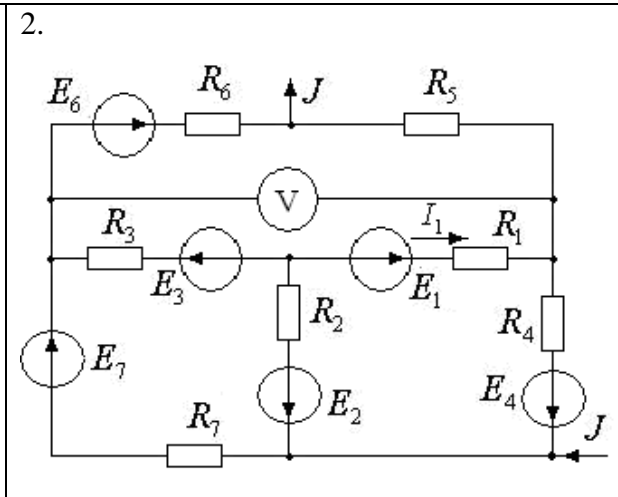 2.
E₆ R₆ J R₅
V
R₃ I₁ R₁
E₃ E₁
R₂ R₄
E₇ E₂ E₄
R₇ J